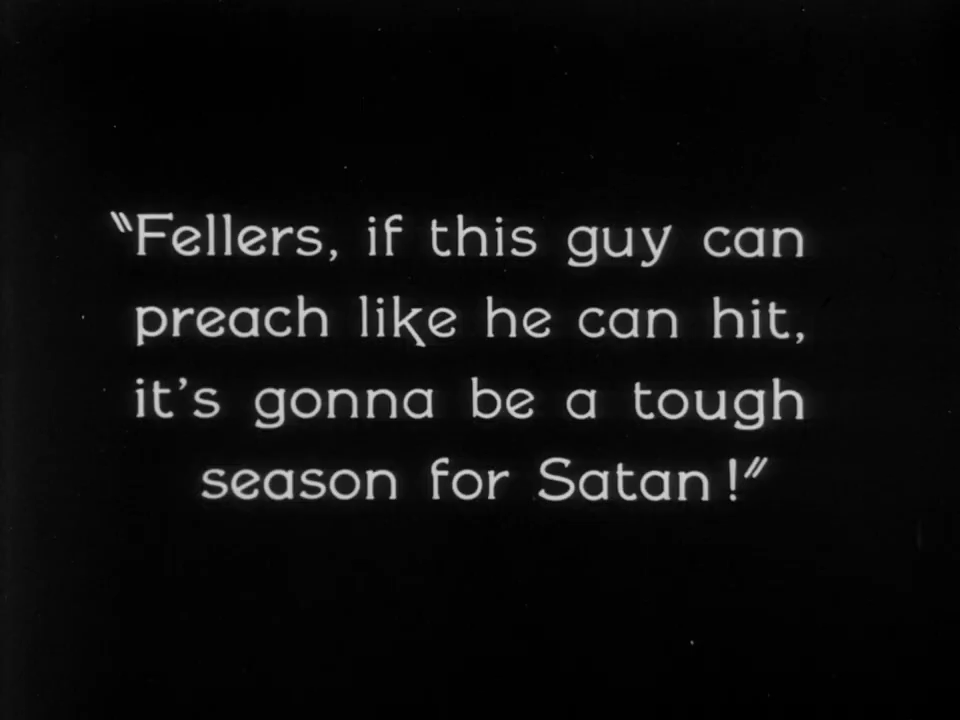 "Fellers, if this guy can
preach like he can hit,
it's gonna be a tough
season for Satan!"